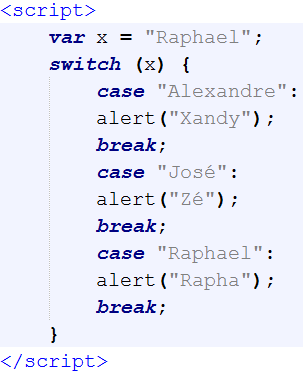 <script>
var x = "Raphael";
switch (x) {
case "Alexandre":
alert("Xandy");
break;
case "José":
alert("Zé");
break;
case "Raphael":
alert("Rapha");
break;
}
</script>